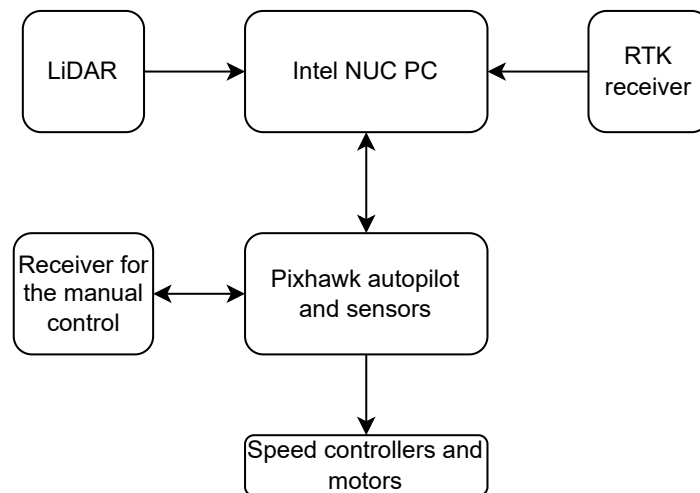 LiDAR
Intel NUC PC
RTK
receiver
Receiver for
the manual
control
Pixhawk autopilot
and sensors
Speed controllers and
motors